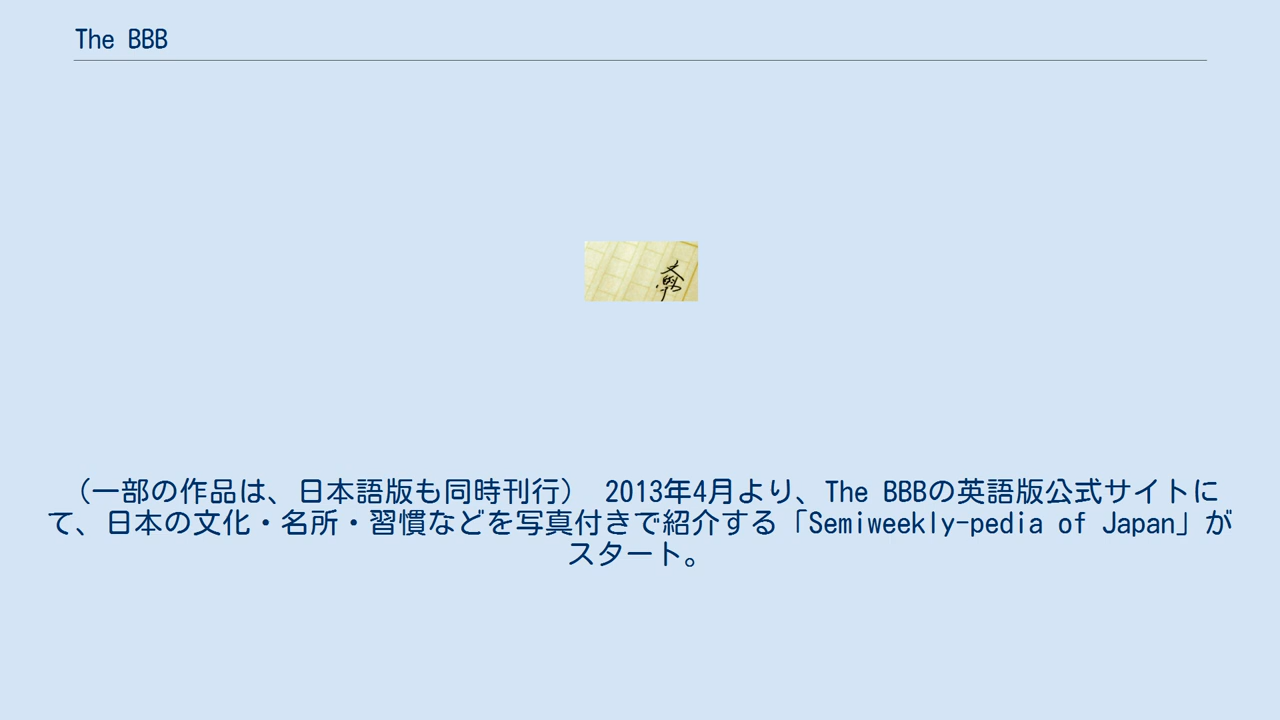 The BBB
（一部の作品は、日本語版も同時刊行） 2013年4月より、The BBBの英語版公式サイトに
て、日本の文化・名所・習慣などを写真付きで紹介する「Semiweekly-pedia of Japan」が
スタート。